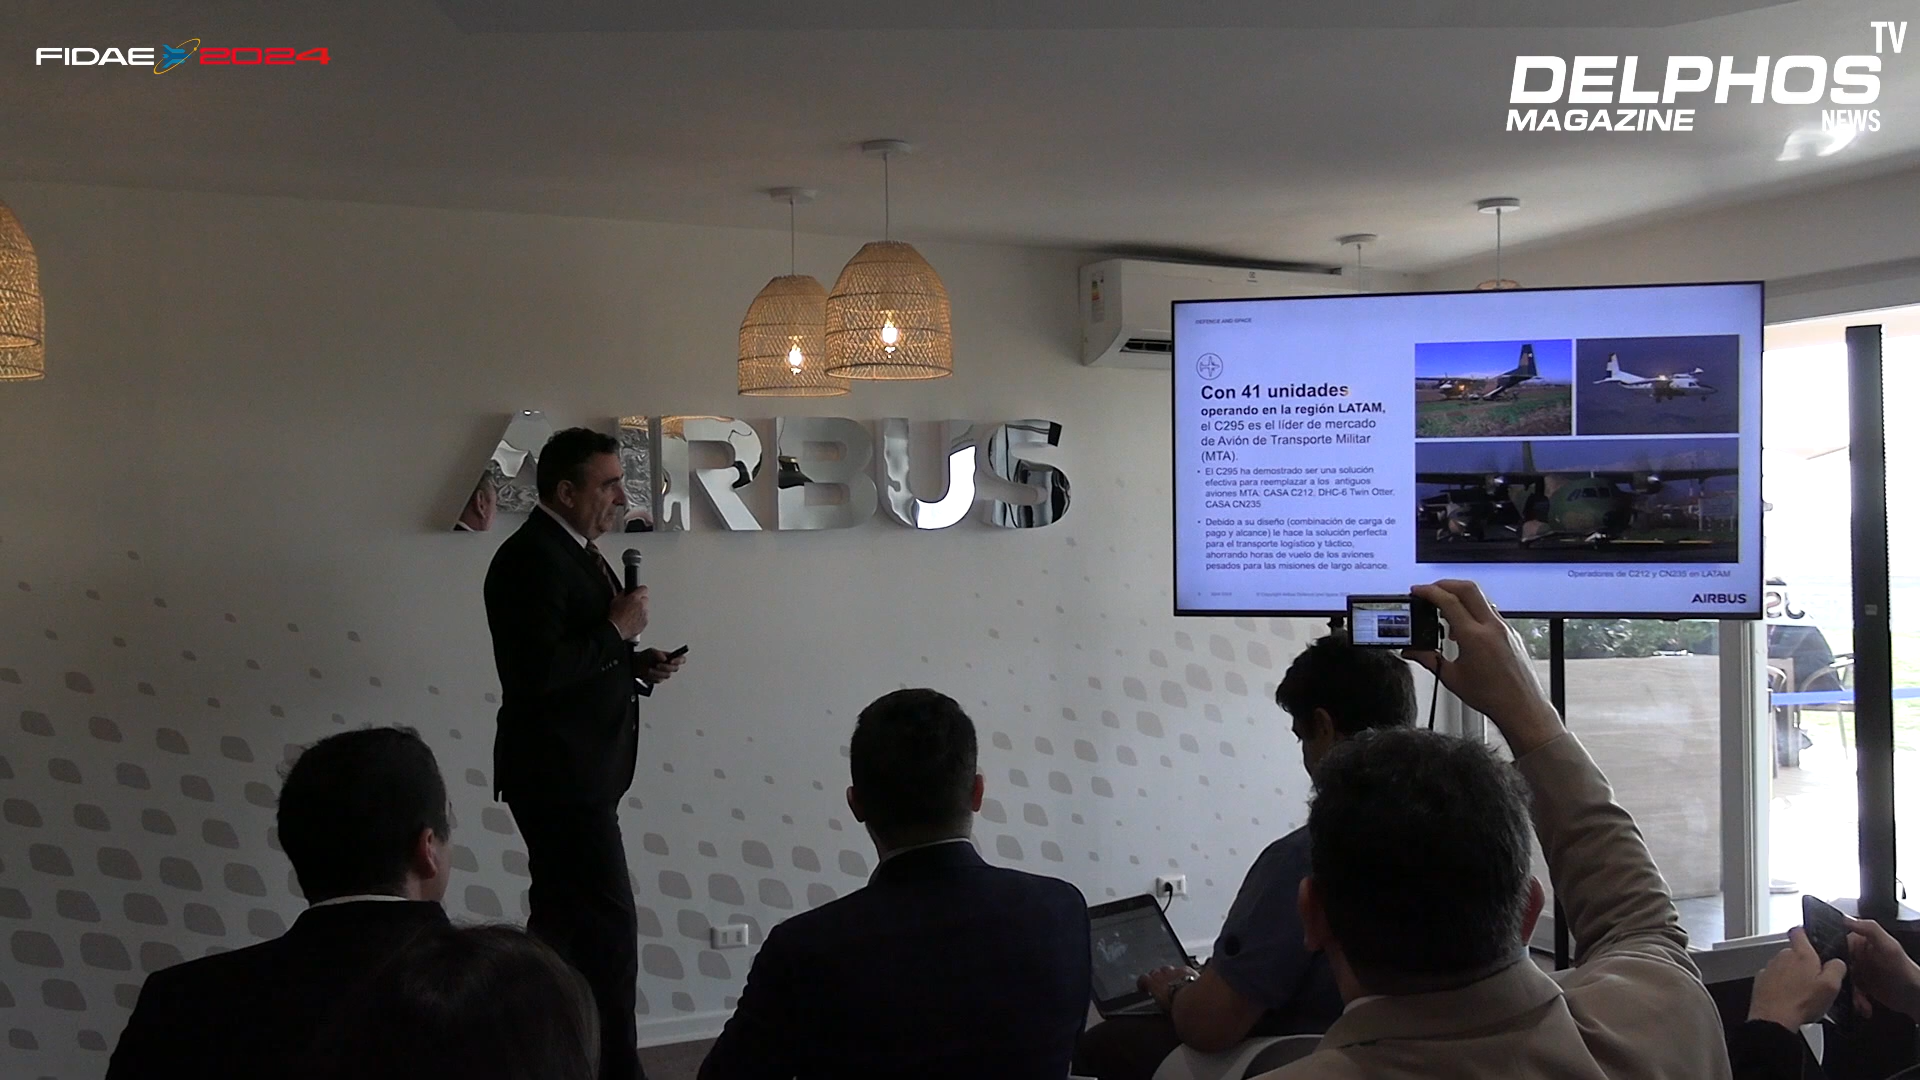 FIDAE 2024
TV
DELPHOS
MAGAZINE
NEWS
AIRBUS
DEFENCE AND SPACE
Con 41 unidades
operando en la región LATAM,
el C295 es el líder de mercado
de Avión de Transporte Militar
(MTA).
• El C295 ha demostrado ser una solución
efectiva para reemplazar a los antiguos
aviones MTA: CASA C212, DHC-6 Twin Otter,
CASA CN235
• Debido a su diseño (combinación de carga de
pago y alcance) le hace la solución perfecta
para el transporte logístico y táctico,
ahorrando horas de vuelo de los aviones
pesados para las misiones de largo alcance.
Operadores de C212 y CN235 en LATAM
AIRBUS